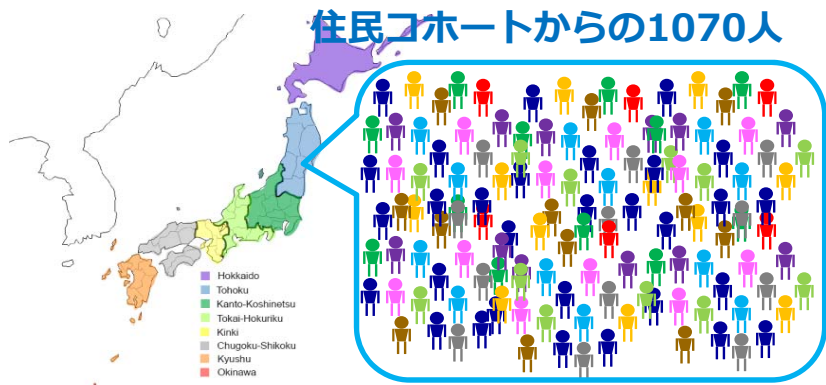 住民コホートからの1070人
Hokkaido
Tohoku
Kanto-Koshinetsu
Tokai-Hokuriku
Kinki
Chugoku-Shikoku
Kyushu
Okinawa